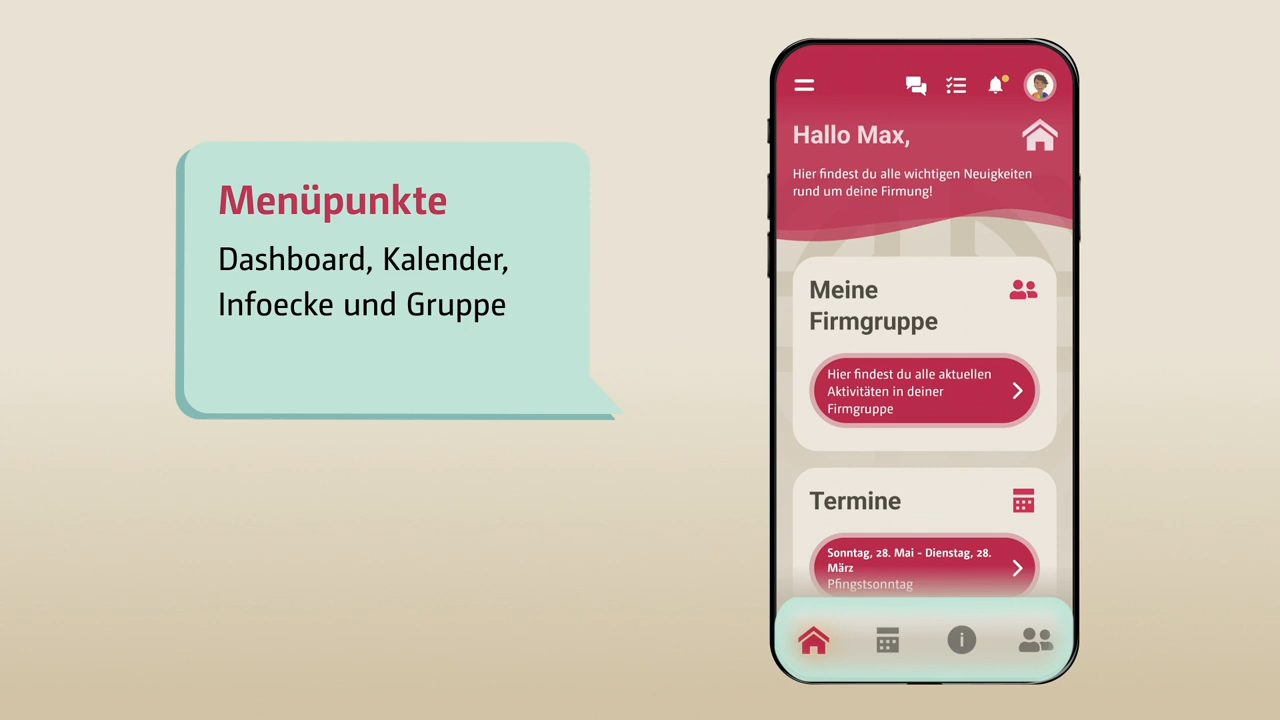 Menüpunkte
Dashboard, Kalender,
Infoecke und Gruppe
Hallo Max,
Hier findest du alle wichtigen Neuigkeiten
rund um deine Firmung!
Meine
Firmgruppe
Hier findest du alle aktuellen
Aktivitäten in deiner
Firmgruppe
Termine
Sonntag, 28. Mai - Dienstag, 28.
März
Pfingstsonntag